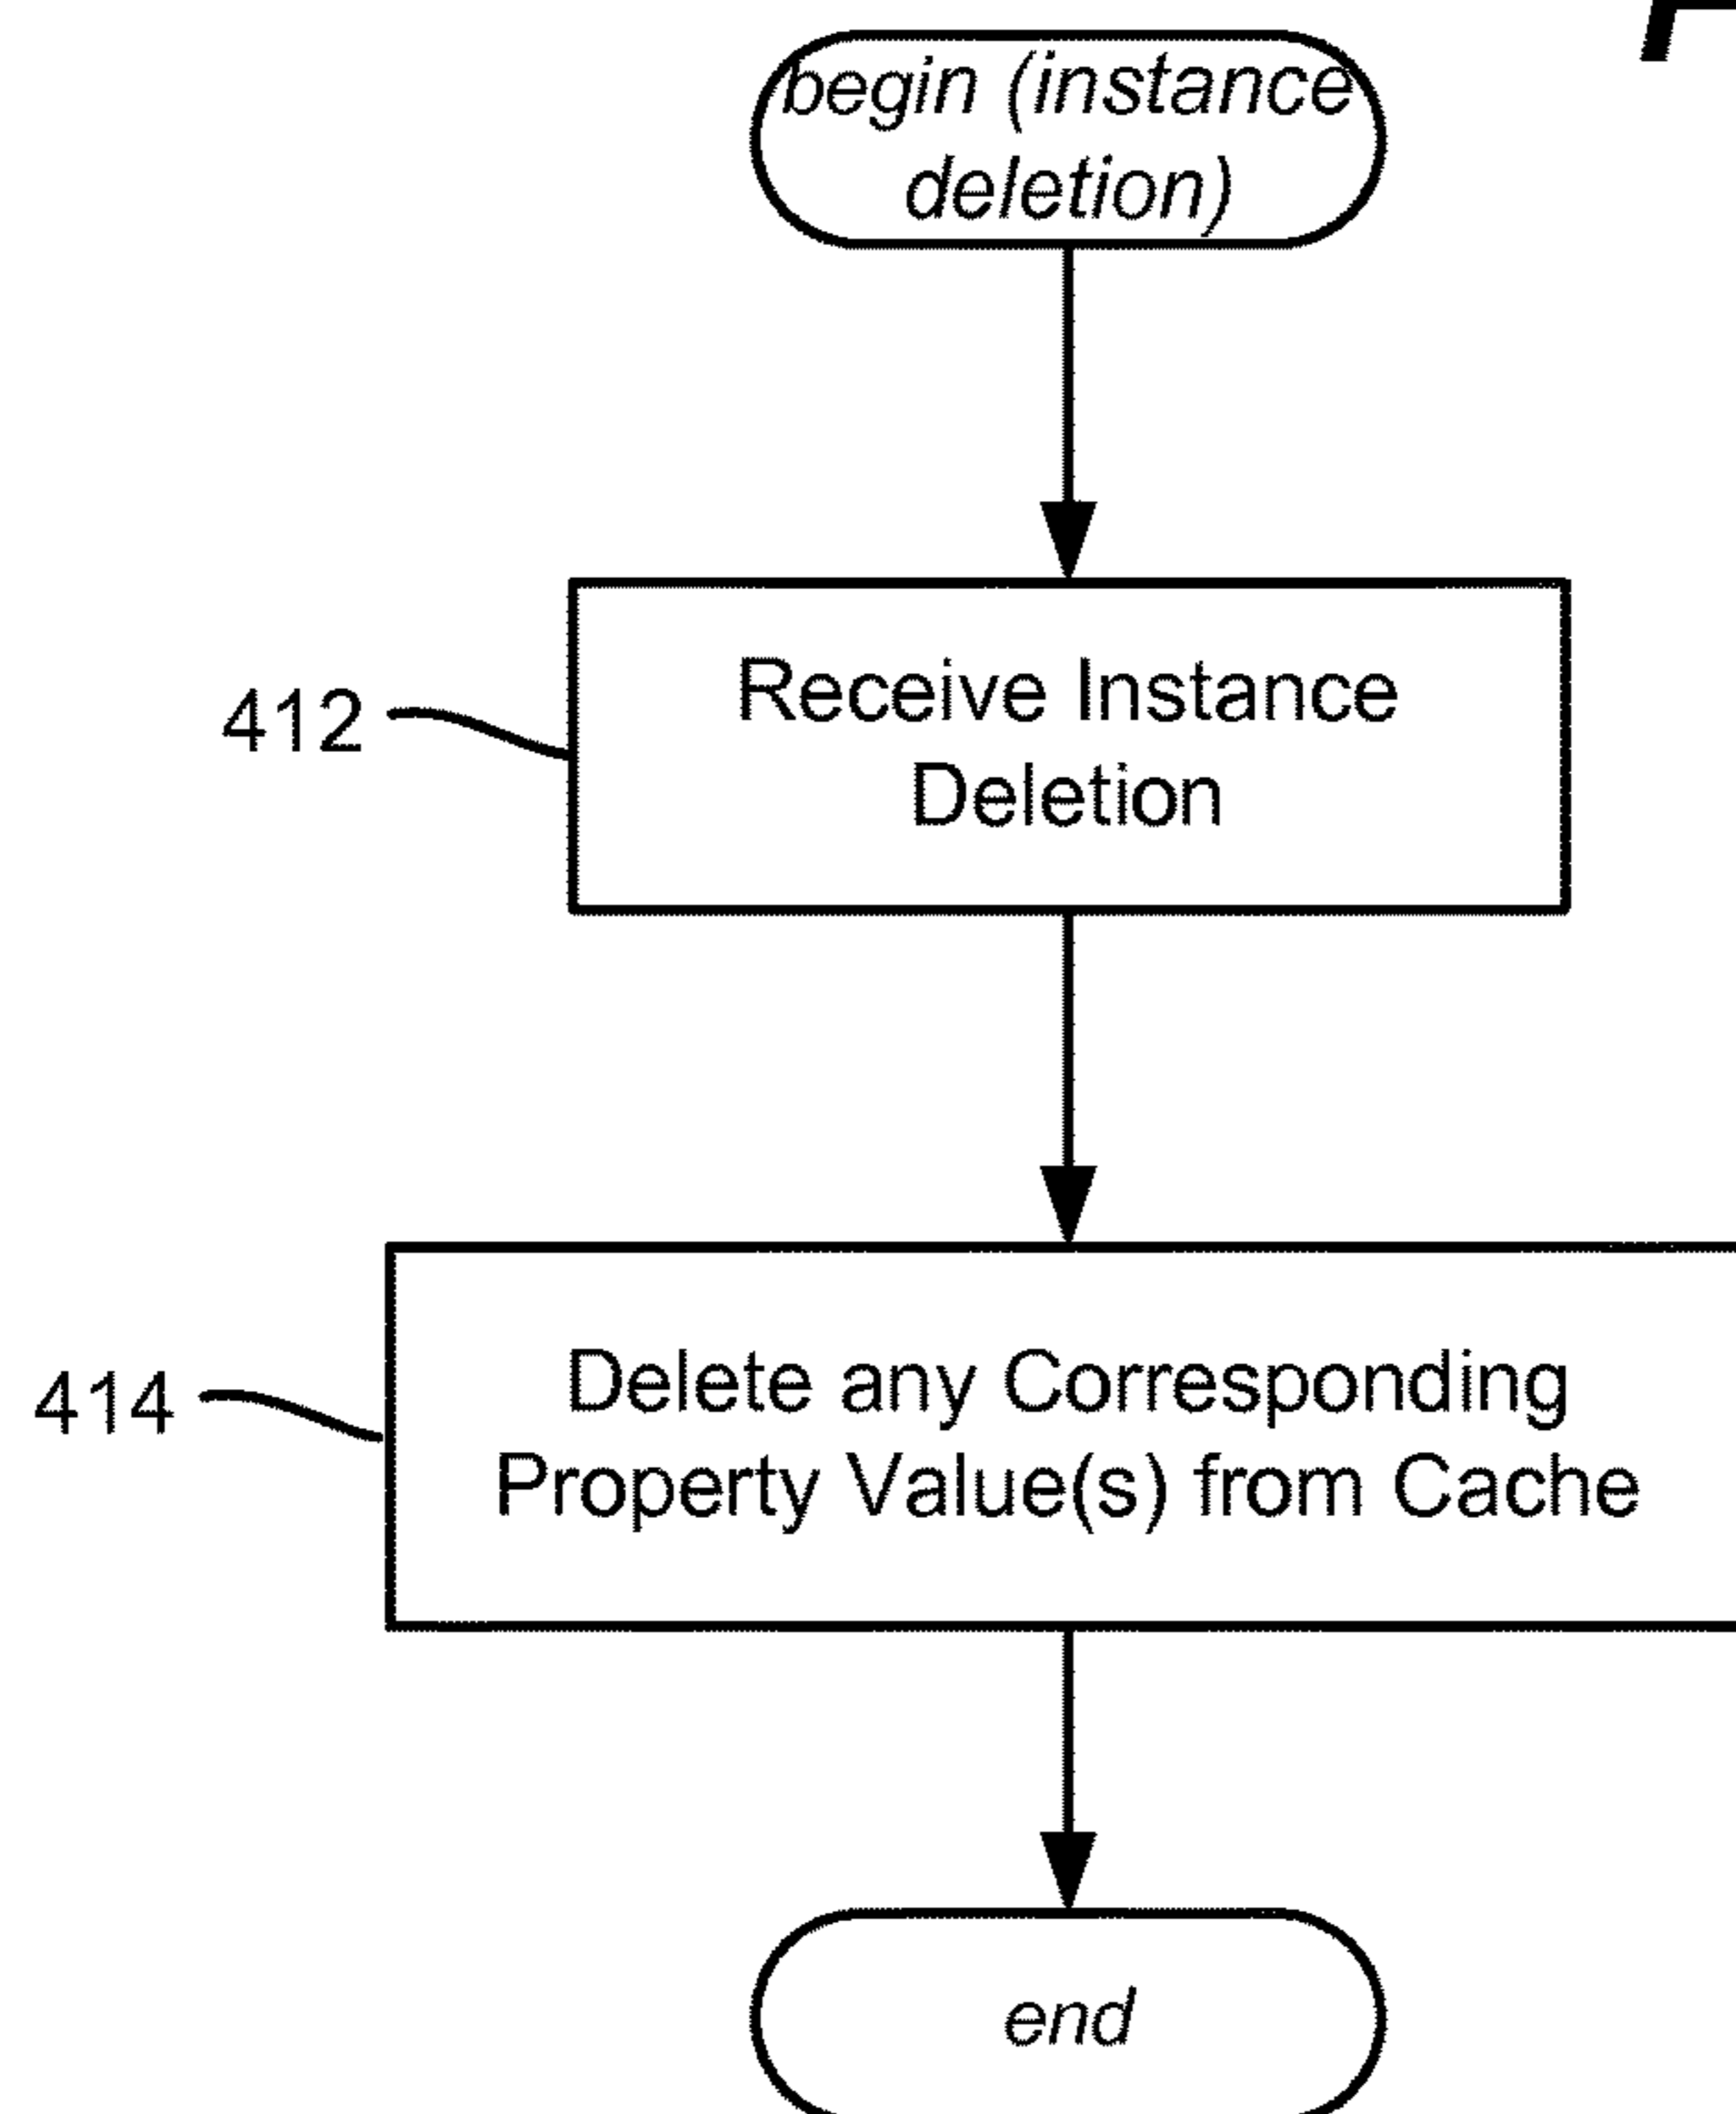 begin (instance
deletion)
412
Receive Instance
Deletion
414
Delete any Corresponding
Property Value(s) from Cache
end